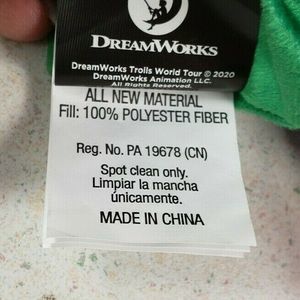 DREAMWORKS
DreamWorks Trolls World Tour © 2020
DreamWorks Animation LLC.
All Rights Reserved.
ALL NEW MATERIAL
Fill: 100% POLYESTER FIBER
Reg. No. PA 19678 (CN)
Spot clean only.
Limpiar la mancha
únicamente.
MADE IN CHINA